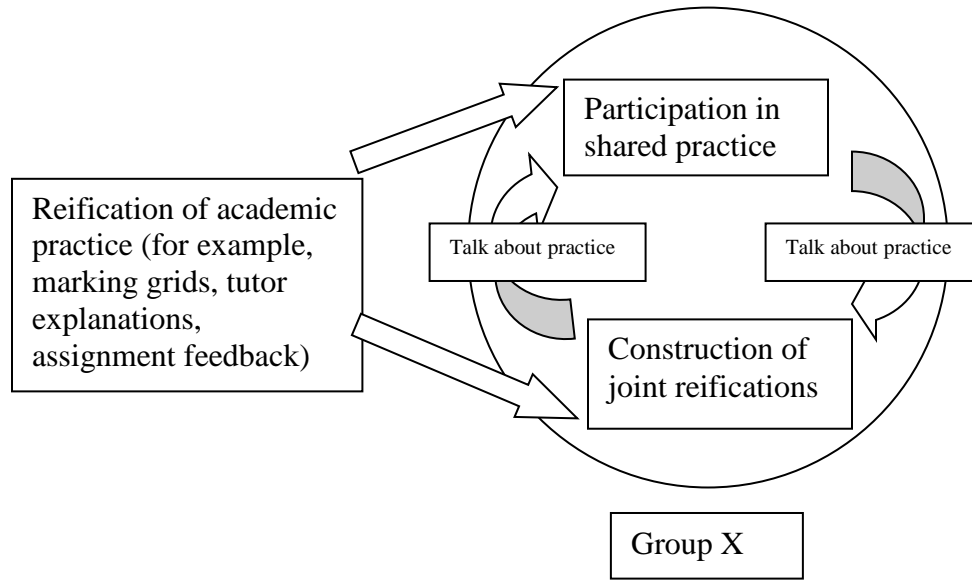 Participation in
shared practice
Reification of academic
practice (for example,
marking grids, tutor
explanations,
assignment feedback)
Talk about practice
Talk about practice
Construction of
joint reifications
Group X